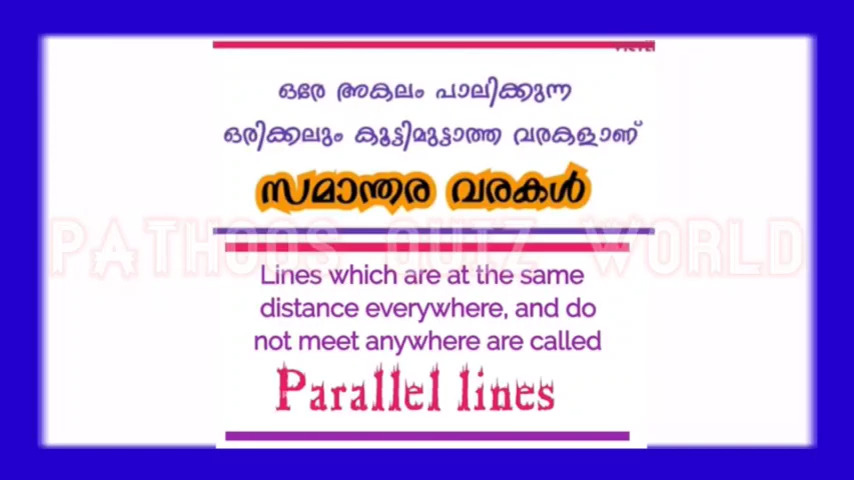 ഒരേ അകലം പാലിക്കുന്ന
ഒരിക്കലും കൂട്ടിമുട്ടാത്ത വരകളാണ്
സമാന്തര വരകൾ
PATHOOS QUIZ WORLD
Lines which are at the same
distance everywhere, and do
not meet anywhere are called
Parallel lines